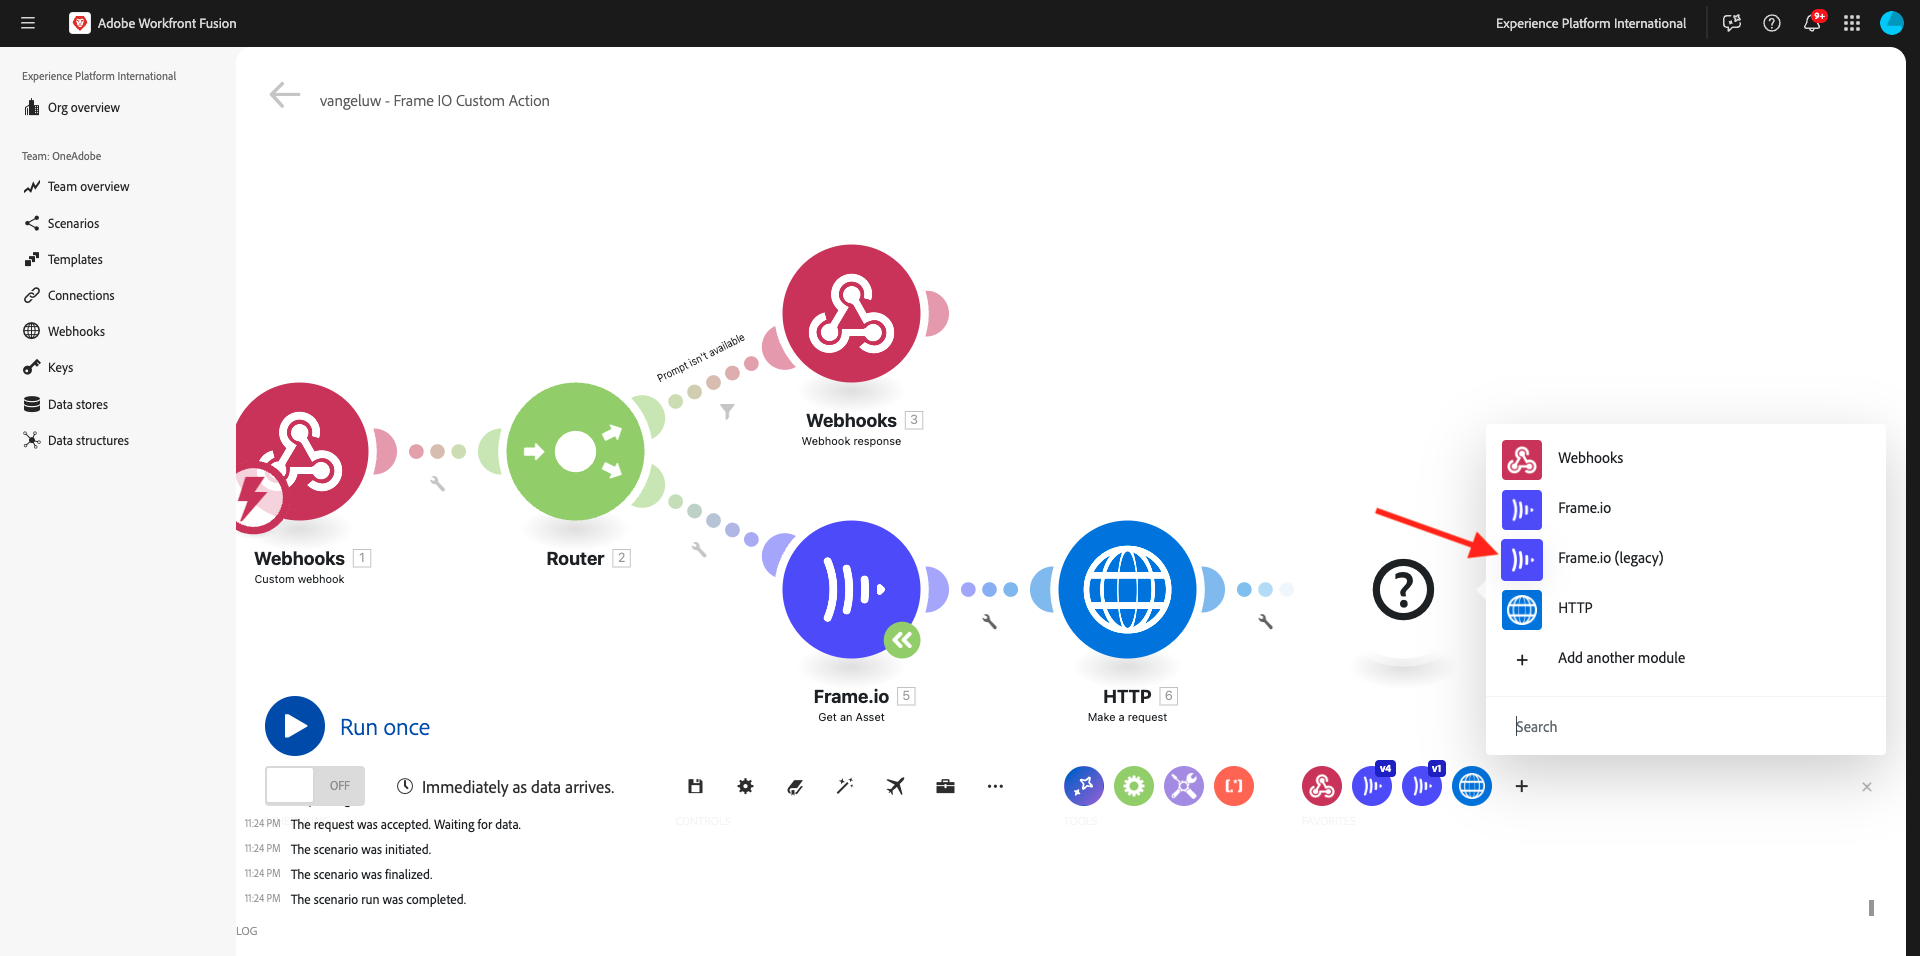 Adobe Workfront Fusion
Experience Platform International
9+
Experience Platform International
Org overview
Team: OneAdobe
Team overview
Scenarios
Templates
Connections
Webhooks
Keys
Data stores
Data structures
vangeluw - Frame IO Custom Action
Prompt isn't available
Webhooks 3
Webhook response
Webhooks 1
Custom webhook
Router 2
Frame.io 5
Get an Asset
HTTP 6
Make a request
?
Webhooks
Frame.io
Frame.io (legacy)
HTTP
+ Add another module
Search
Run once
OFF
Immediately as data arrives.
v4
v1
CONTROLS
TOOLS
FAVORITES
11:24 PM The request was accepted. Waiting for data.
11:24 PM The scenario was initiated.
11:24 PM The scenario was finalized.
11:24 PM The scenario run was completed.
LOG